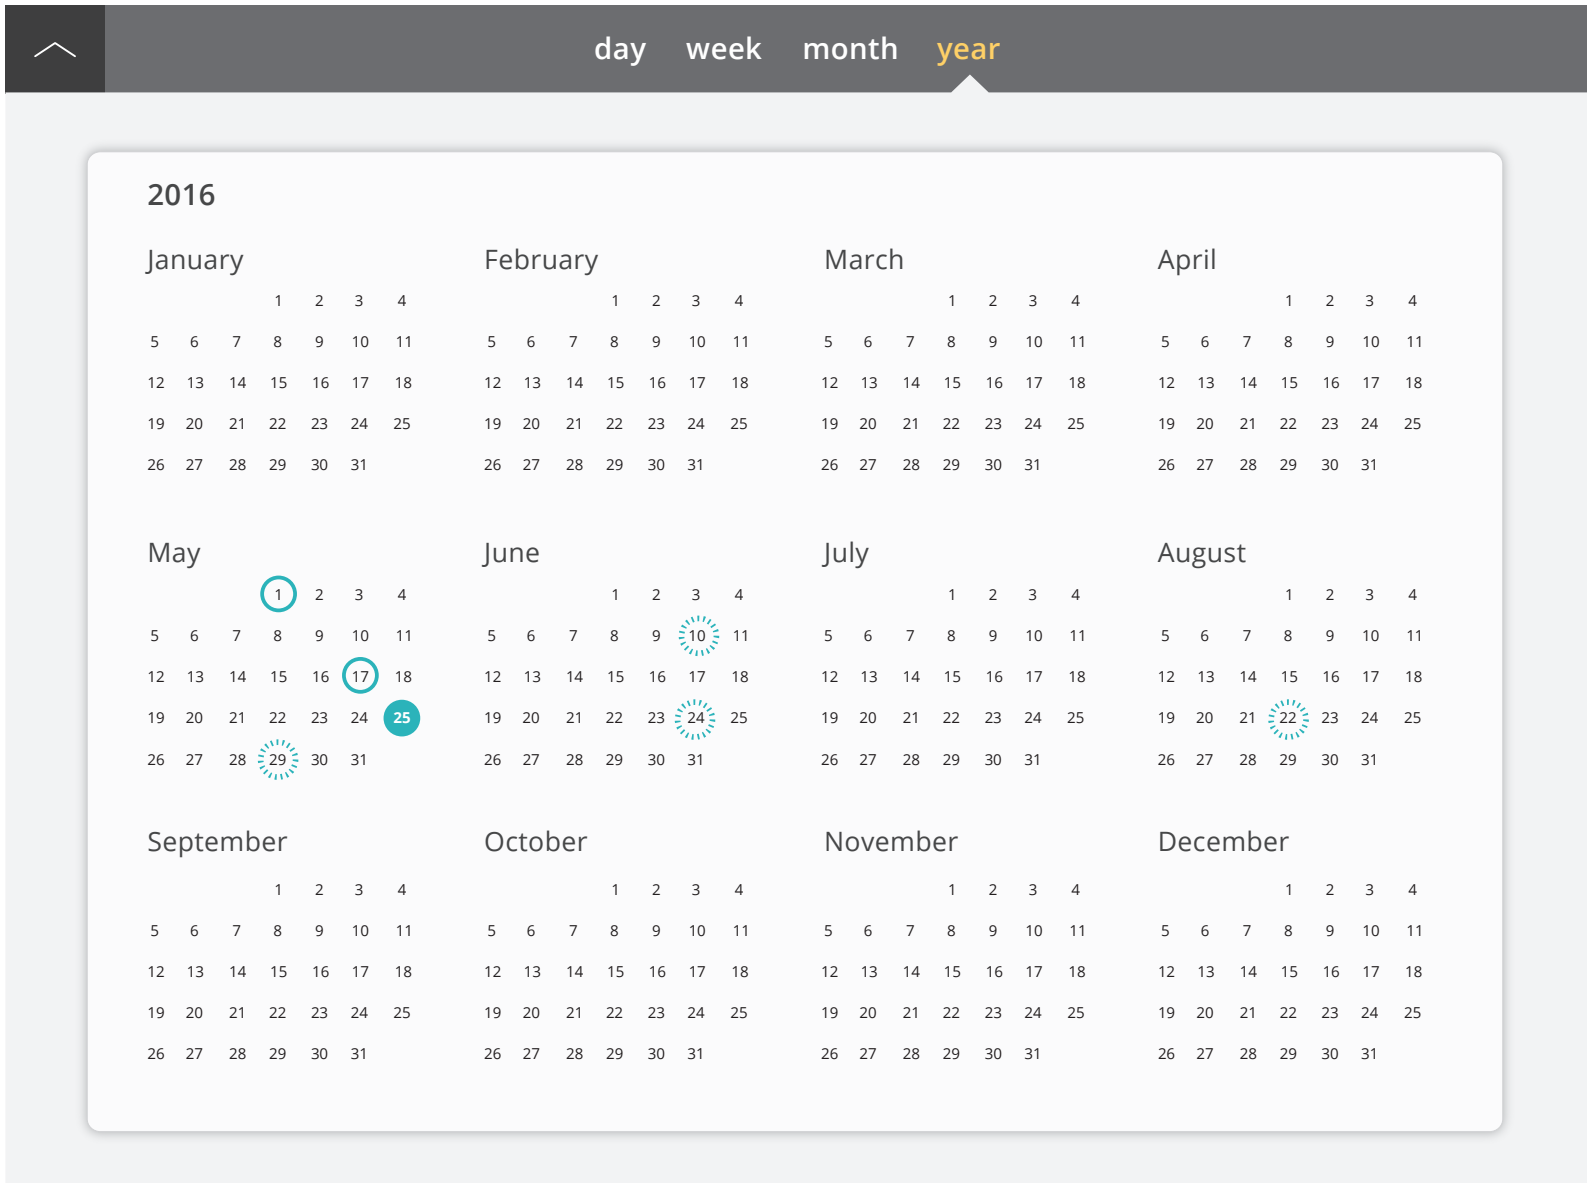 day week month year
2016
January February March April
1 2 3 4 1 2 3 4 1 2 3 4 1 2 3 4
5 6 7 8 9 10 11 5 6 7 8 9 10 11 5 6 7 8 9 10 11 5 6 7 8 9 10 11
12 13 14 15 16 17 18 12 13 14 15 16 17 18 12 13 14 15 16 17 18 12 13 14 15 16 17 18
19 20 21 22 23 24 25 19 20 21 22 23 24 25 19 20 21 22 23 24 25 19 20 21 22 23 24 25
26 27 28 29 30 31 26 27 28 29 30 31 26 27 28 29 30 31 26 27 28 29 30 31
May June July August
1 2 3 4 1 2 3 4 1 2 3 4 1 2 3 4
5 6 7 8 9 10 11 5 6 7 8 9 10 11 5 6 7 8 9 10 11 5 6 7 8 9 10 11
12 13 14 15 16 17 18 12 13 14 15 16 17 18 12 13 14 15 16 17 18 12 13 14 15 16 17 18
19 20 21 22 23 24 25 19 20 21 22 23 24 25 19 20 21 22 23 24 25 19 20 21 22 23 24 25
26 27 28 29 30 31 26 27 28 29 30 31 26 27 28 29 30 31 26 27 28 29 30 31
September October November December
1 2 3 4 1 2 3 4 1 2 3 4 1 2 3 4
5 6 7 8 9 10 11 5 6 7 8 9 10 11 5 6 7 8 9 10 11 5 6 7 8 9 10 11
12 13 14 15 16 17 18 12 13 14 15 16 17 18 12 13 14 15 16 17 18 12 13 14 15 16 17 18
19 20 21 22 23 24 25 19 20 21 22 23 24 25 19 20 21 22 23 24 25 19 20 21 22 23 24 25
26 27 28 29 30 31 26 27 28 29 30 31 26 27 28 29 30 31 26 27 28 29 30 31